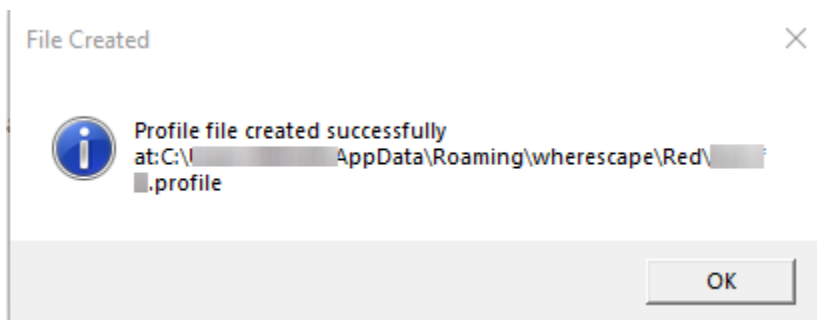 File Created
Profile file created successfully
at:C:\ AppData\Roaming\wherescape\Red\
.profile
OK